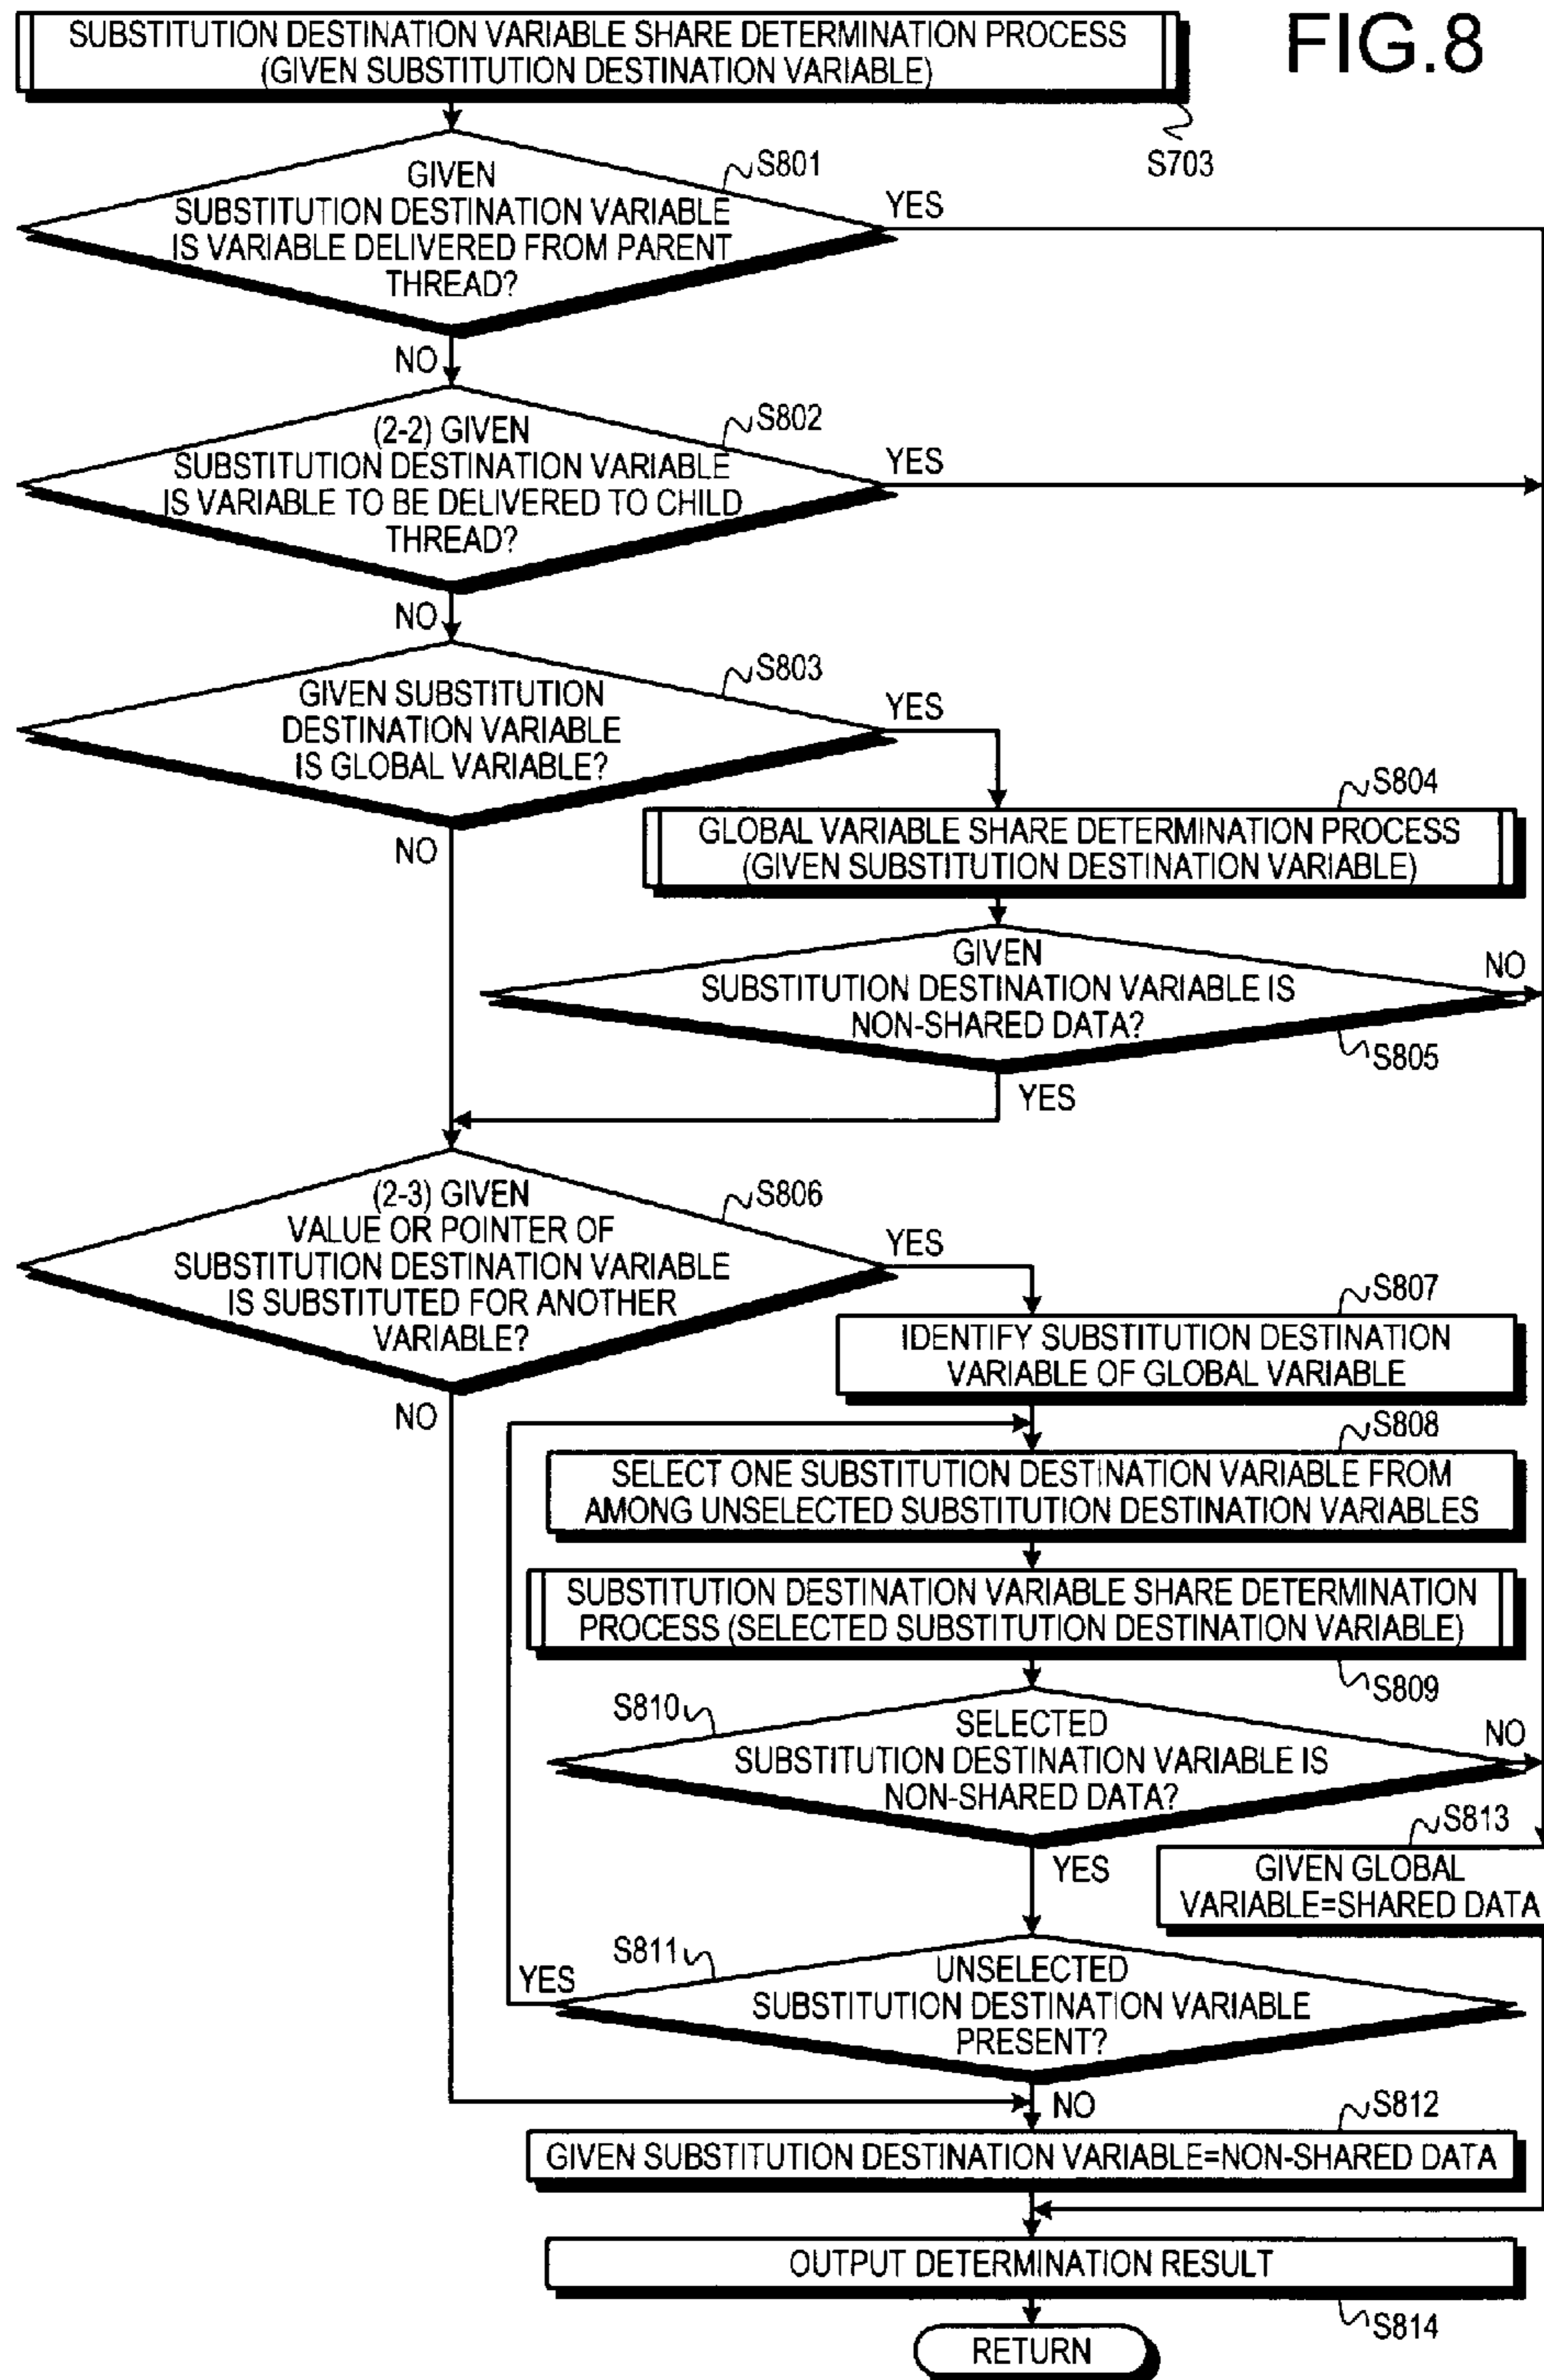 FIG.8
SUBSTITUTION DESTINATION VARIABLE SHARE DETERMINATION PROCESS
(GIVEN SUBSTITUTION DESTINATION VARIABLE)
S703
GIVEN
SUBSTITUTION DESTINATION VARIABLE
IS VARIABLE DELIVERED FROM PARENT
THREAD?
S801
YES
NO
(2-2) GIVEN
SUBSTITUTION DESTINATION VARIABLE
IS VARIABLE TO BE DELIVERED TO CHILD
THREAD?
S802
YES
NO
GIVEN SUBSTITUTION
DESTINATION VARIABLE
IS GLOBAL VARIABLE?
S803
YES
NO
S804
GLOBAL VARIABLE SHARE DETERMINATION PROCESS
(GIVEN SUBSTITUTION DESTINATION VARIABLE)
GIVEN
SUBSTITUTION DESTINATION VARIABLE IS
NON-SHARED DATA?
NO
S805
YES
(2-3) GIVEN
VALUE OR POINTER OF
SUBSTITUTION DESTINATION VARIABLE
IS SUBSTITUTED FOR ANOTHER
VARIABLE?
S806
YES
NO
S807
IDENTIFY SUBSTITUTION DESTINATION
VARIABLE OF GLOBAL VARIABLE
S808
SELECT ONE SUBSTITUTION DESTINATION VARIABLE FROM
AMONG UNSELECTED SUBSTITUTION DESTINATION VARIABLES
SUBSTITUTION DESTINATION VARIABLE SHARE DETERMINATION
PROCESS (SELECTED SUBSTITUTION DESTINATION VARIABLE)
S809
S810
SELECTED
SUBSTITUTION DESTINATION VARIABLE IS
NON-SHARED DATA?
NO
YES
S813
GIVEN GLOBAL
VARIABLE=SHARED DATA
S811
UNSELECTED
SUBSTITUTION DESTINATION VARIABLE
PRESENT?
YES
NO
S812
GIVEN SUBSTITUTION DESTINATION VARIABLE=NON-SHARED DATA
OUTPUT DETERMINATION RESULT
S814
RETURN